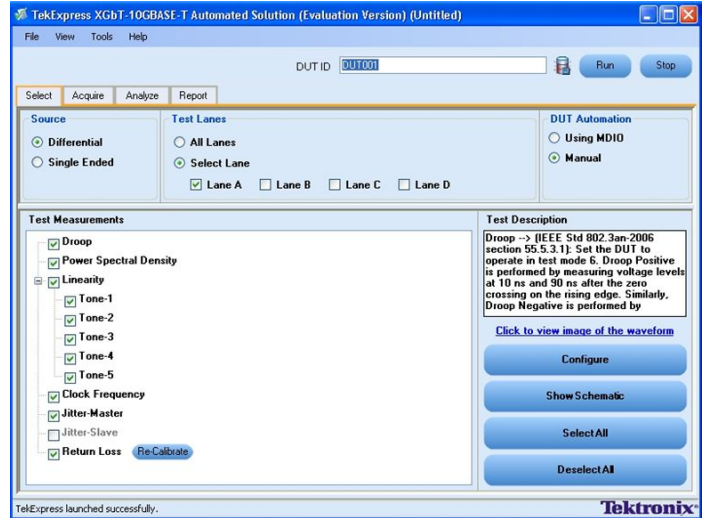 TekExpress XGbT-10GBASE-T Automated Solution (Evaluation Version) (Untitled)
File View Tools Help
DUT ID DUT001 Run Stop
Select Acquire Analyze Report
Source Test Lanes DUT Automation
Differential All Lanes Using MDIO
Single Ended Select Lane Manual
Lane A Lane B Lane C Lane D
Test Measurements
Droop
Power Spectral Density
Linearity
Tone-1
Tone-2
Tone-3
Tone-4
Tone-5
Clock Frequency
Jitter-Master
Jitter-Slave
Return Loss Re-Calibrate
Test Description
Droop --> (IEEE Std 802.3an-2006
section 55.5.3.1): Set the DUT to
operate in test mode 6. Droop Positive
is performed by measuring voltage levels
at 10 ns and 90 ns after the zero
crossing on the rising edge. Similarly,
Droop Negative is performed by
Click to view image of the waveform
Configure
Show Schematic
Select All
Deselect All
TekExpress launched successfully.
Tektronix